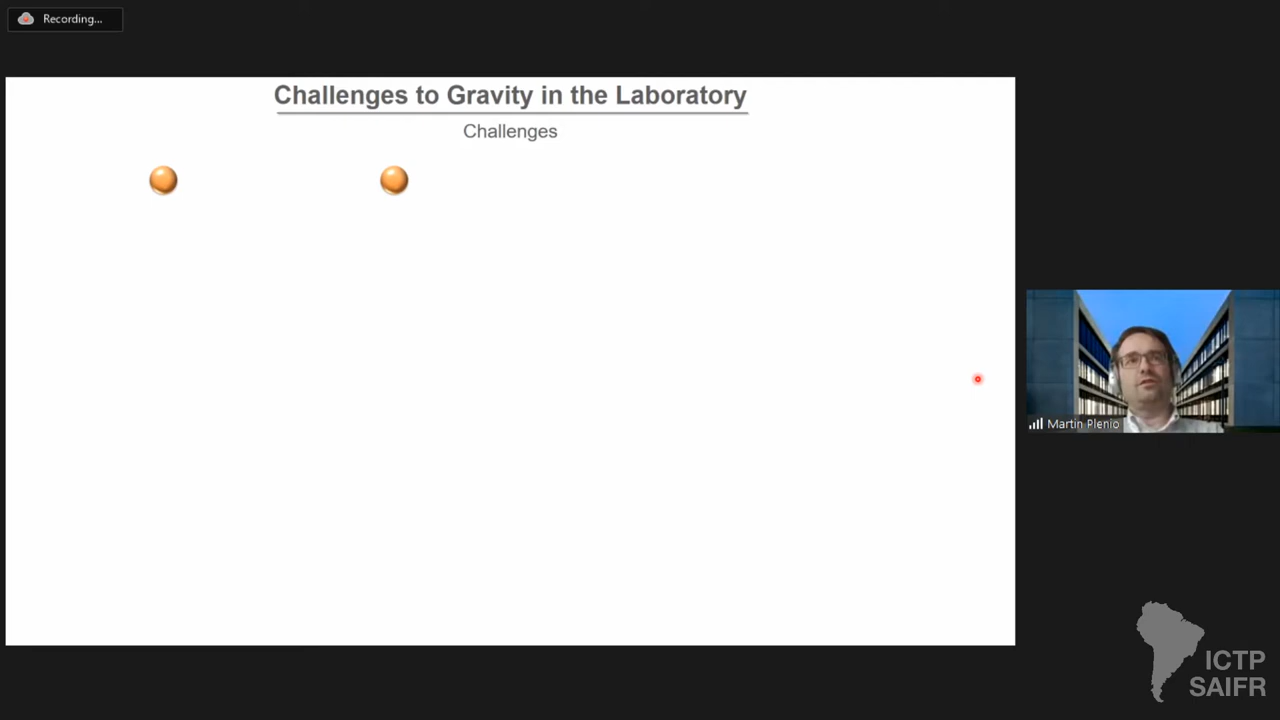 Recording...
Challenges to Gravity in the Laboratory
Challenges
Martin Plenio
ICTP
SAIFR